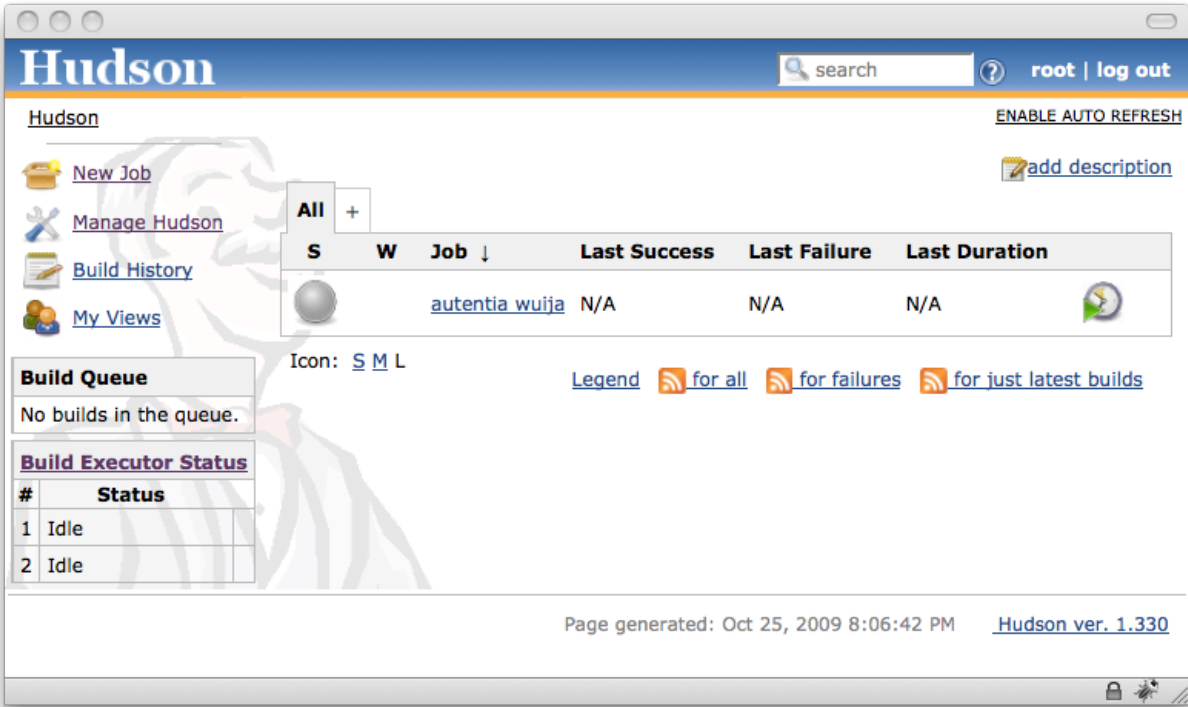 Hudson
search
root | log out
Hudson
ENABLE AUTO REFRESH
New Job
Manage Hudson
Build History
My Views
add description
All +
S W Job ↓ Last Success Last Failure Last Duration
autentia wuija N/A N/A N/A
Icon: S M L
Legend for all for failures for just latest builds
Build Queue
No builds in the queue.
Build Executor Status
# Status
1 Idle
2 Idle
Page generated: Oct 25, 2009 8:06:42 PM Hudson ver. 1.330